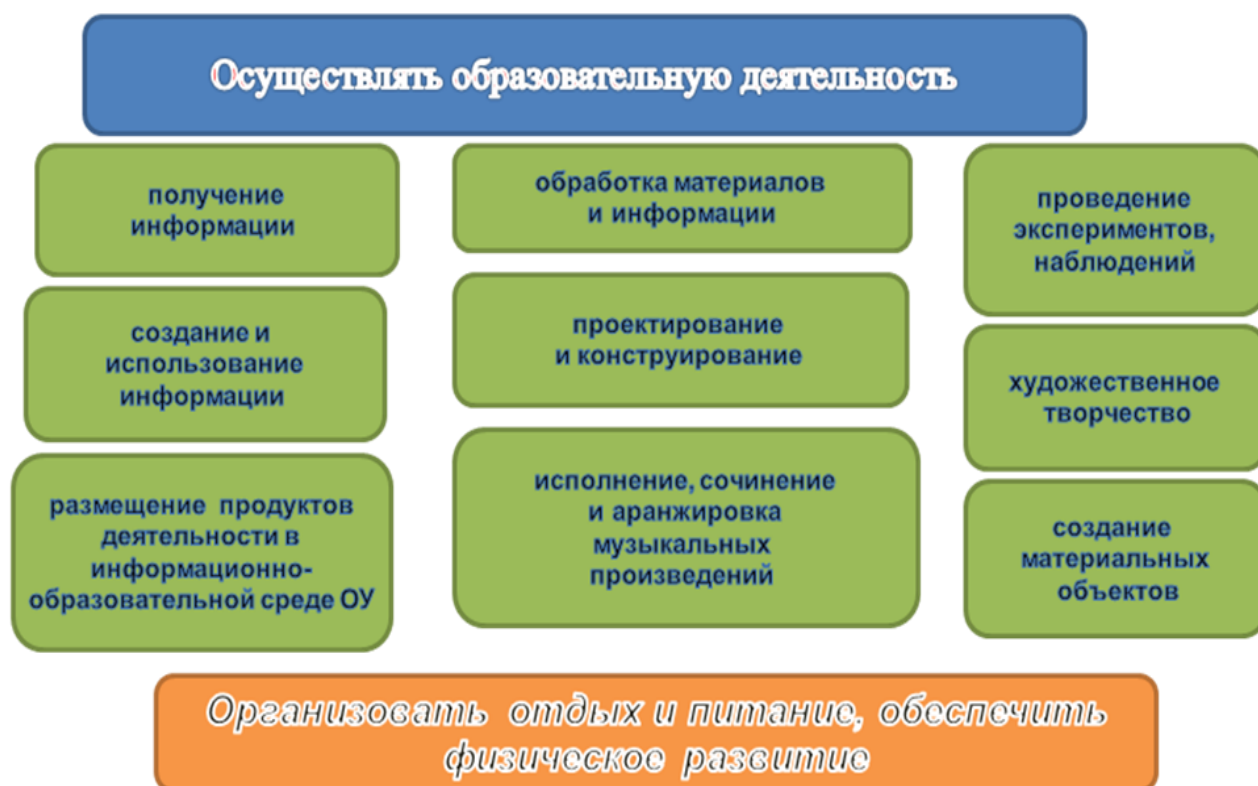 Осуществлять образовательную деятельность
получение
информации
создание и
использование
информации
размещение продуктов
деятельности в
информационно-
образовательной среде ОУ
обработка материалов
и информации
проектирование
и конструирование
исполнение, сочинение
и аранжировка
музыкальных
произведений
проведение
экспериментов,
наблюдений
художественное
творчество
создание
материальных
объектов
Организовать отдых и питание, обеспечить
физическое развитие